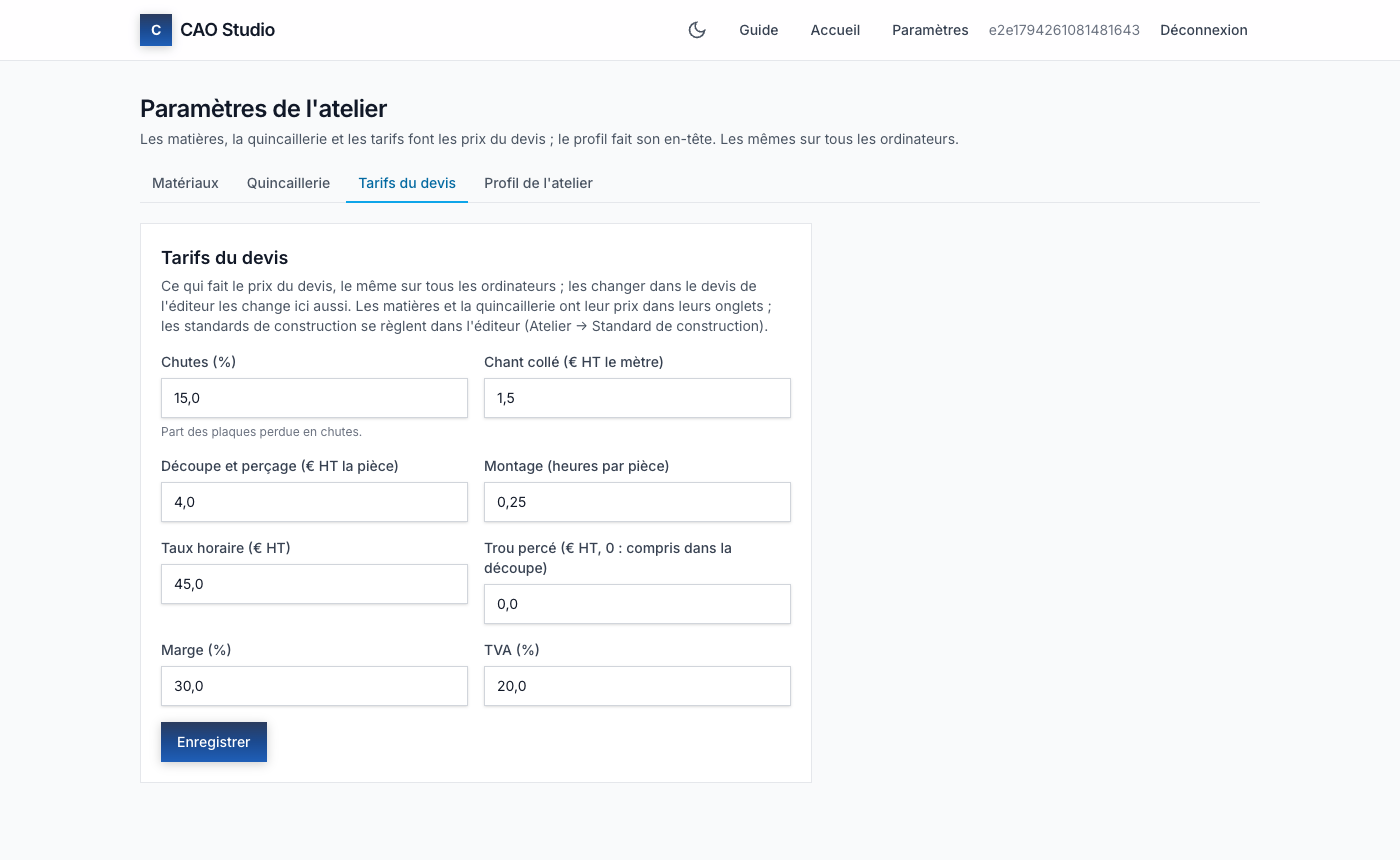 C
CAO Studio
Guide
Accueil
Paramètres
e2e1794261081481643
Déconnexion
Paramètres de l'atelier
Les matières, la quincaillerie et les tarifs font les prix du devis ; le profil fait son en-tête. Les mêmes sur tous les ordinateurs.
Matériaux
Quincaillerie
Tarifs du devis
Profil de l'atelier
Tarifs du devis
Ce qui fait le prix du devis, le même sur tous les ordinateurs ; les changer dans le devis de
l'éditeur les change ici aussi. Les matières et la quincaillerie ont leur prix dans leurs onglets ;
les standards de construction se règlent dans l'éditeur (Atelier → Standard de construction).
Chutes (%)
15,0
Part des plaques perdue en chutes.
Chant collé (€ HT le mètre)
1,5
Découpe et perçage (€ HT la pièce)
4,0
Montage (heures par pièce)
0,25
Taux horaire (€ HT)
45,0
Trou percé (€ HT, 0 : compris dans la
découpe)
0,0
Marge (%)
30,0
TVA (%)
20,0
Enregistrer